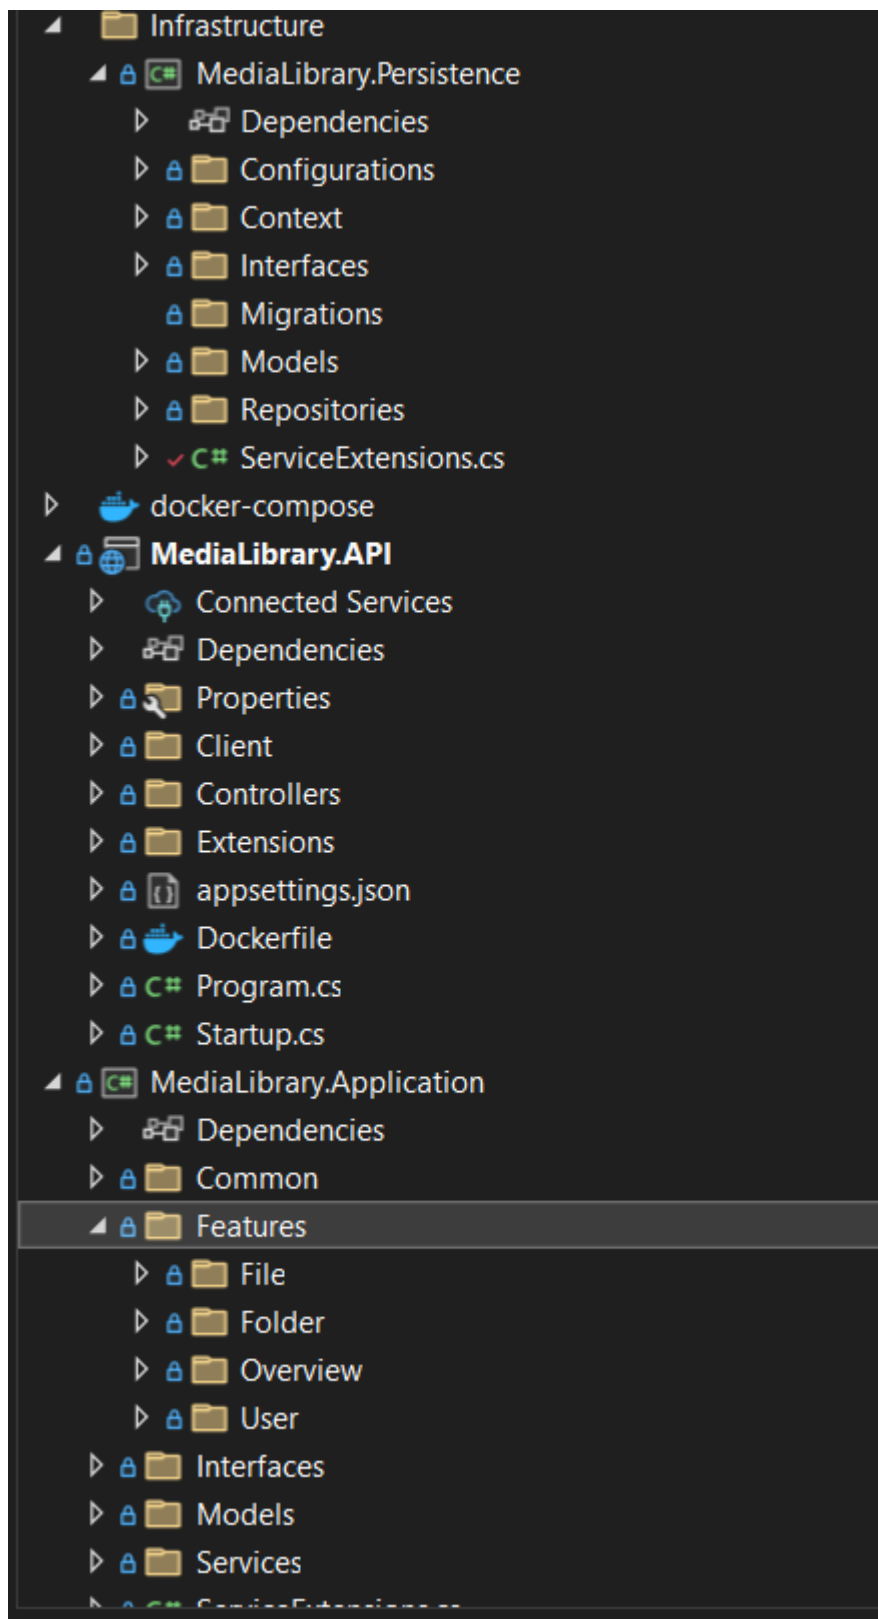 Infrastructure
C# MediaLibrary.Persistence
Dependencies
Configurations
Context
Interfaces
Migrations
Models
Repositories
C# ServiceExtensions.cs
docker-compose
MediaLibrary.API
Connected Services
Dependencies
Properties
Client
Controllers
Extensions
appsettings.json
Dockerfile
C# Program.cs
C# Startup.cs
C# MediaLibrary.Application
Dependencies
Common
Features
File
Folder
Overview
User
Interfaces
Models
Services
C# ServiceExtensions.cs